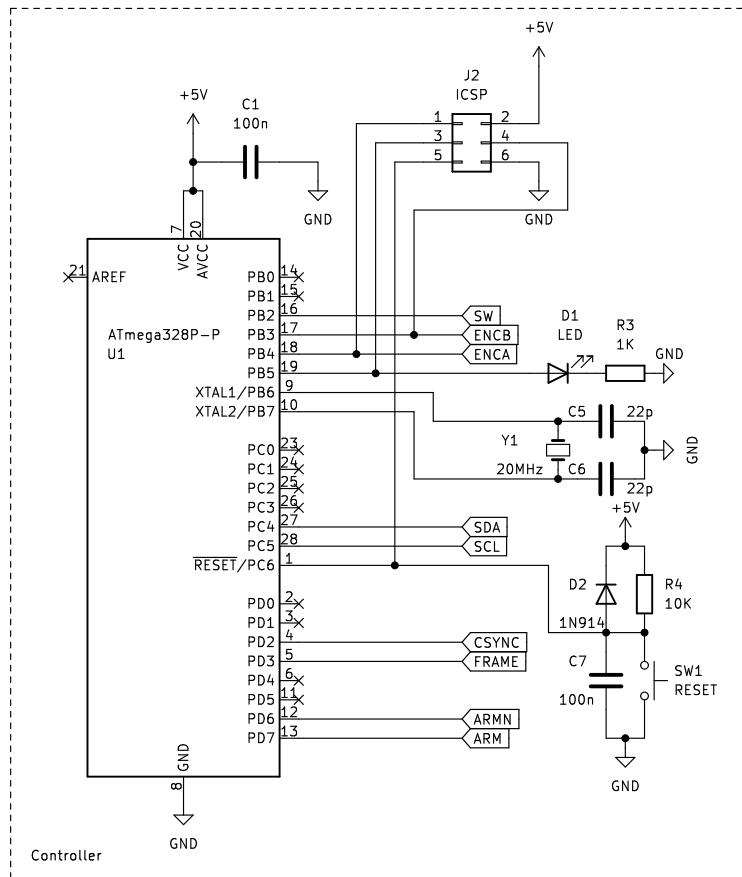 +5V
J2
ICSP
+5V
C1
100n
1
2
3
4
5
6
GND
GND
7
VCC
20
AVCC
21
AREF
ATmega328P-P
U1
PB0
14
PB1
15
PB2
16
SW
PB3
17
ENCB
PB4
18
ENCA
PB5
19
D1
LED
R3
1K
GND
XTAL1/PB6
9
XTAL2/PB7
10
C5
22p
Y1
20MHz
C6
22p
GND
PC0
23
PC1
24
PC2
25
PC3
26
PC4
27
SDA
PC5
28
SCL
RESET/PC6
1
+5V
D2
1N914
R4
10K
PD0
2
PD1
3
PD2
4
CSYNC
PD3
5
FRAME
PD4
6
PD5
11
PD6
12
ARMN
PD7
13
ARM
C7
100n
SW1
RESET
GND
GND
8
GND
Controller